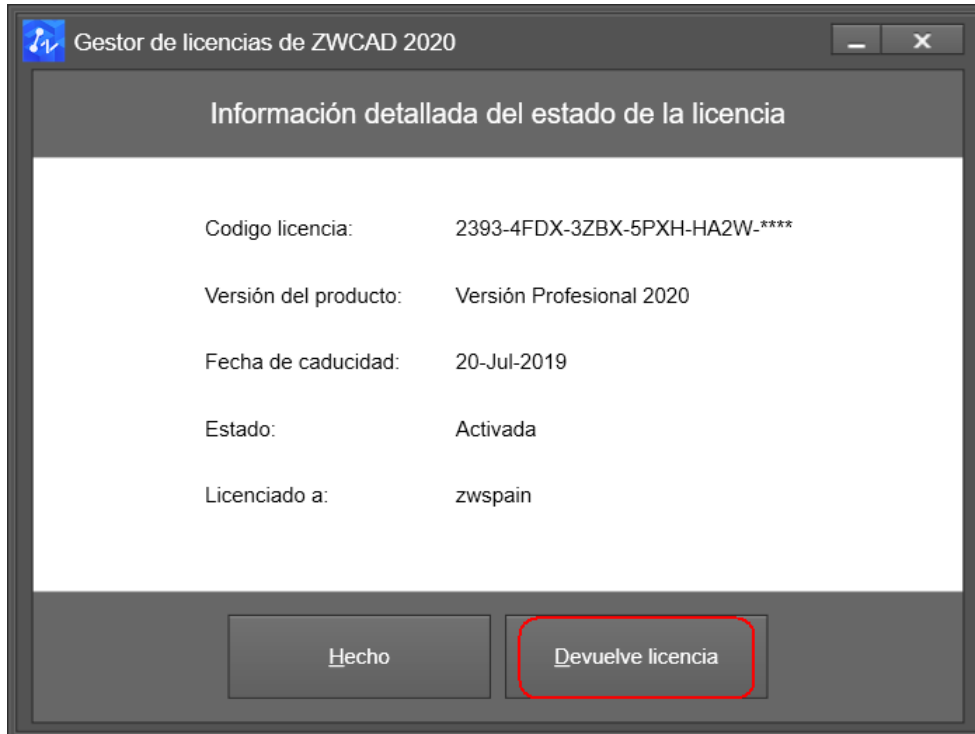 Gestor de licencias de ZWCAD 2020
Información detallada del estado de la licencia
Codigo licencia: 2393-4FDX-3ZBX-5PXH-HA2W-****
Versión del producto: Versión Profesional 2020
Fecha de caducidad: 20-Jul-2019
Estado: Activada
Licenciado a: zwspain
Hecho Devuelve licencia